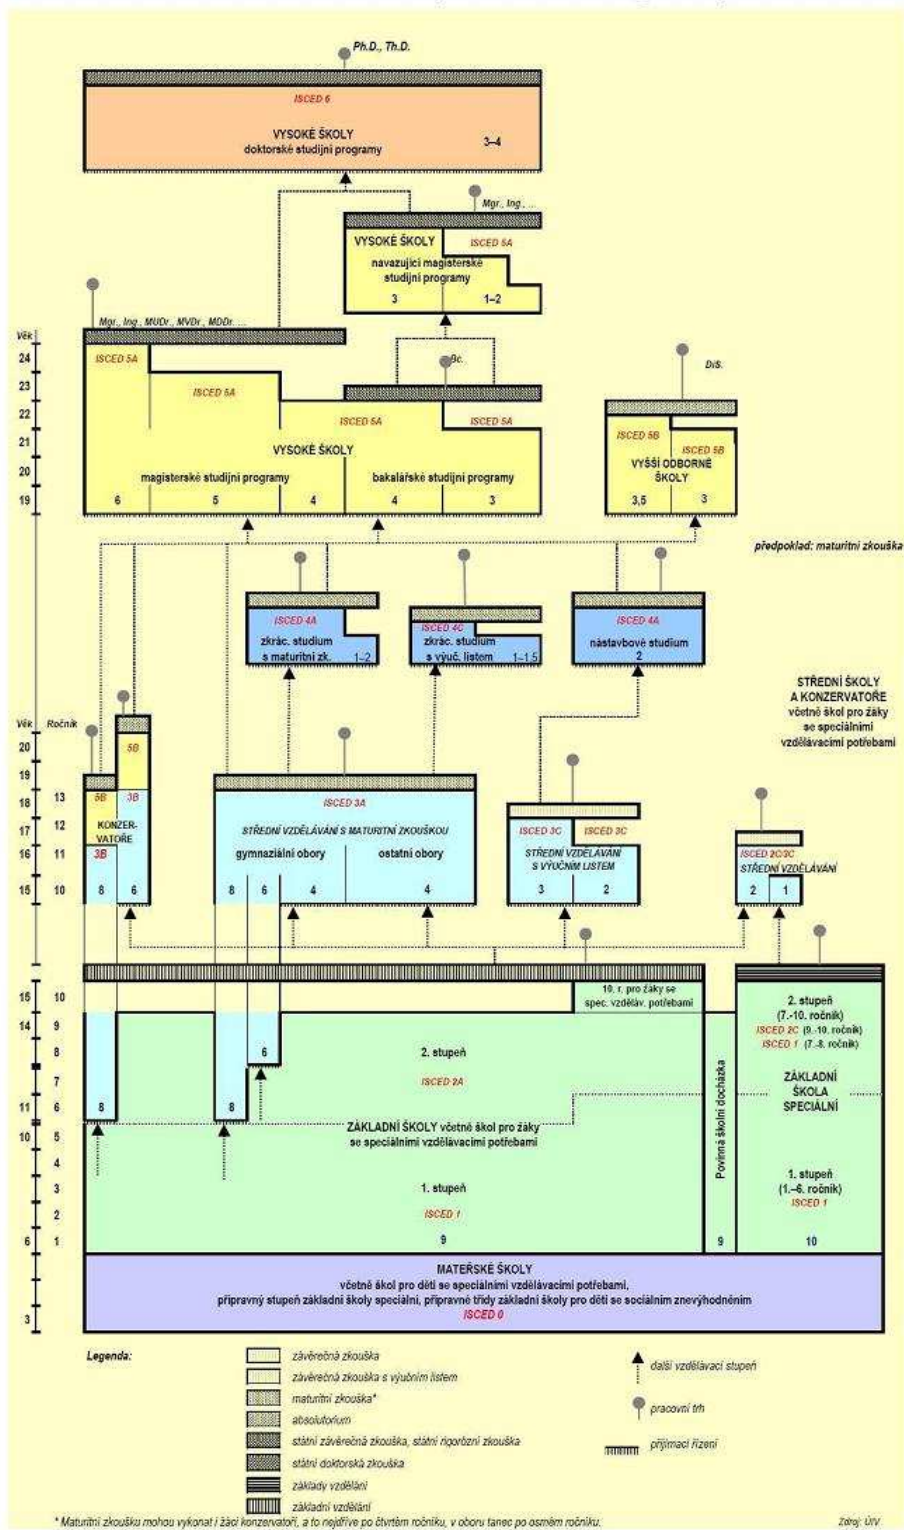 Ph.D., Th.D.
ISCED 6
VYSOKÉ ŠKOLY
doktorské studijní programy
3–4
Mgr., Ing., ...
VYSOKÉ ŠKOLY
ISCED 5A
navazující magisterské
studijní programy
3
1–2
Mgr., Ing., MUDr., MVDr., MDDr. ...
Věk
24
23
22
21
20
19
ISCED 5A
ISCED 5A
Bc.
ISCED 5A
ISCED 5A
VYSOKÉ ŠKOLY
magisterské studijní programy
bakalářské studijní programy
6
5
4
4
3
DiS.
ISCED 5B
ISCED 5B
VYŠŠÍ ODBORNÉ
ŠKOLY
3,5
3
předpoklad: maturitní zkouška
ISCED 4A
zkrác. studium
s maturitní zk.
1–2
ISCED 4C
zkrác. studium
s výuč. listem
1–1,5
ISCED 4A
nástavbové studium
2
STŘEDNÍ ŠKOLY
A KONZERVATOŘE
včetně škol pro žáky
se speciálními
vzdělávacími potřebami
Věk
Ročník
20
19
18
13
17
12
16
11
15
10
5B
5B
3B
KONZER-
VATOŘE
3B
8
6
ISCED 3A
STŘEDNÍ VZDĚLÁVÁNÍ S MATURITNÍ ZKOUŠKOU
gymnaziální obory
ostatní obory
8
6
4
4
ISCED 3C
ISCED 3C
STŘEDNÍ VZDĚLÁVÁNÍ
S VÝUČNÍM LISTEM
3
2
ISCED 2C/3C
STŘEDNÍ VZDĚLÁVÁNÍ
2
1
15
10
14
9
8
7
11
6
10
5
4
3
2
6
1
3
10. r. pro žáky se
spec. vzděláv. potřebami
6
8
8
2. stupeň
ISCED 2A
ZÁKLADNÍ ŠKOLY včetně škol pro žáky
se speciálními vzdělávacími potřebami
1. stupeň
ISCED 1
9
Povinná školní docházka
9
2. stupeň
(7.-10. ročník)
ISCED 2C (9.-10. ročník)
ISCED 1 (7.-8. ročník)
ZÁKLADNÍ
ŠKOLA
SPECIÁLNÍ
1. stupeň
(1.–6. ročník)
ISCED 1
10
MATEŘSKÉ ŠKOLY
včetně škol pro děti se speciálními vzdělávacími potřebami,
přípravný stupeň základní školy speciální, přípravné třídy základní školy pro děti se sociálním znevýhodněním
ISCED 0
Legenda:
závěrečná zkouška
závěrečná zkouška s výučním listem
maturitní zkouška*
absolutorium
státní závěrečná zkouška, státní rigorózní zkouška
státní doktorská zkouška
základy vzdělání
základní vzdělání
další vzdělávací stupeň
pracovní trh
přijímací řízení
* Maturitní zkoušku mohou vykonat i žáci konzervatoří, a to nejdříve po čtvrtém ročníku, v oboru tanec po osmém ročníku.
Zdroj: ÚIV